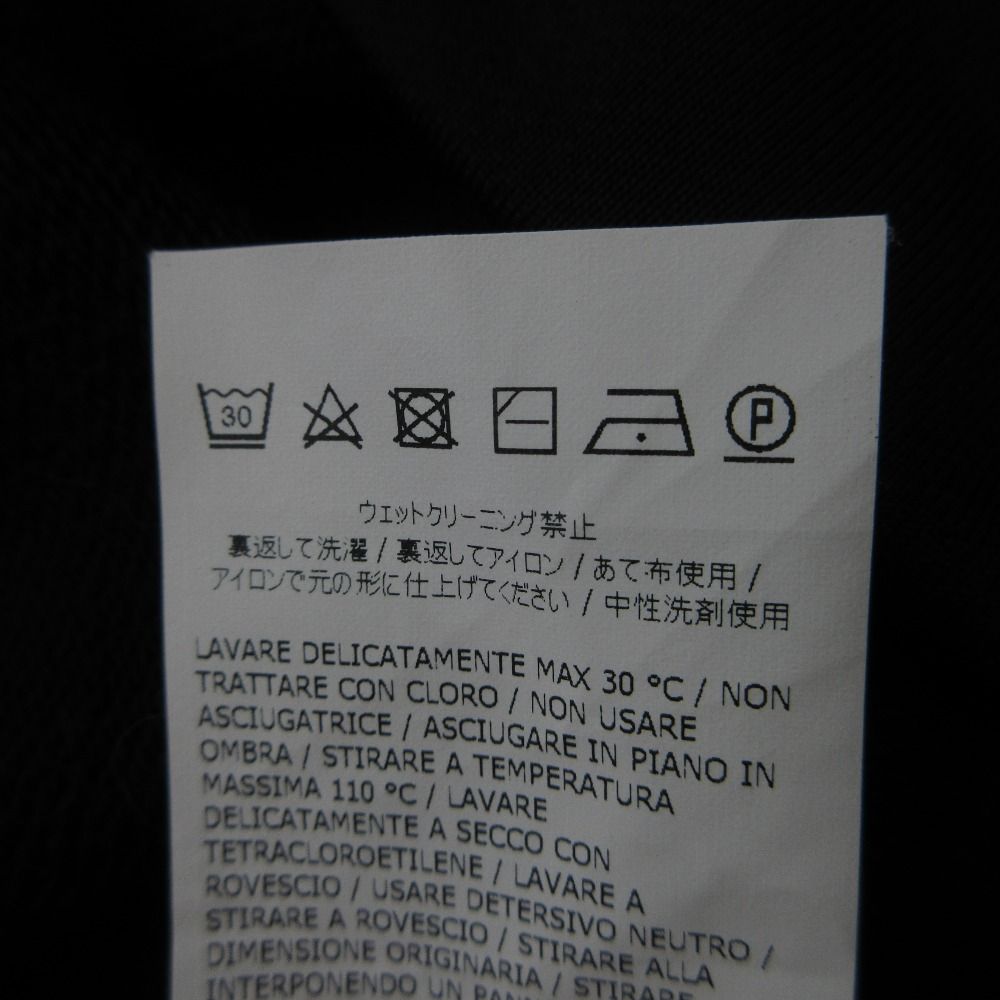 30
P
ウェットクリーニング禁止
裏返して洗濯 / 裏返してアイロン / あて布使用 /
アイロンで元の形に仕上げてください / 中性洗剤使用
LAVARE DELICATAMENTE MAX 30 °C / NON
TRATTARE CON CLORO / NON USARE
ASCIUGATRICE / ASCIUGARE IN PIANO IN
OMBRA / STIRARE A TEMPERATURA
MASSIMA 110 °C / LAVARE
DELICATAMENTE A SECCO CON
TETRACLOROETILENE / LAVARE A
ROVESCIO / USARE DETERSIVO NEUTRO /
STIRARE A ROVESCIO / STIRARE ALLA
DIMENSIONE ORIGINARIA / STIRARE
INTERPONENDO UN